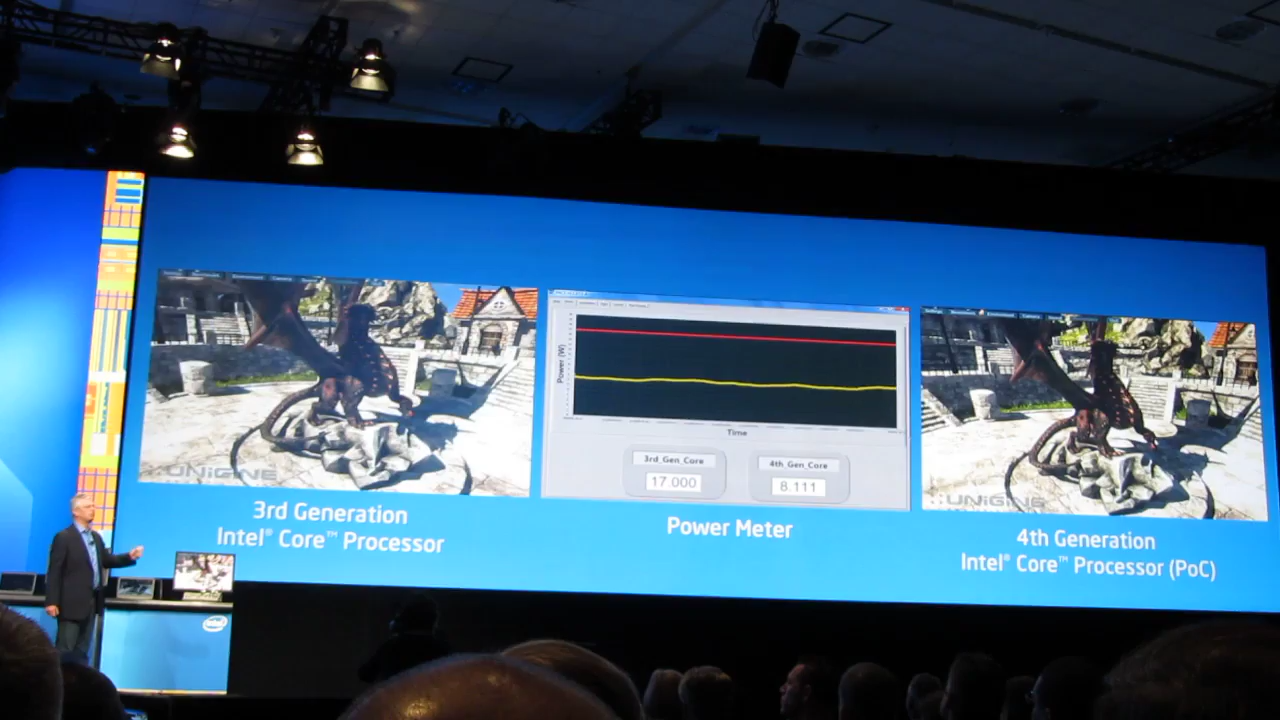 UNiGiNE
3rd Generation
Intel® Core™ Processor
Power (W)
Time
3rd_Gen_Core
17.000
4th_Gen_Core
8.111
Power Meter
UNiGiNE
4th Generation
Intel® Core™ Processor (PoC)
intel